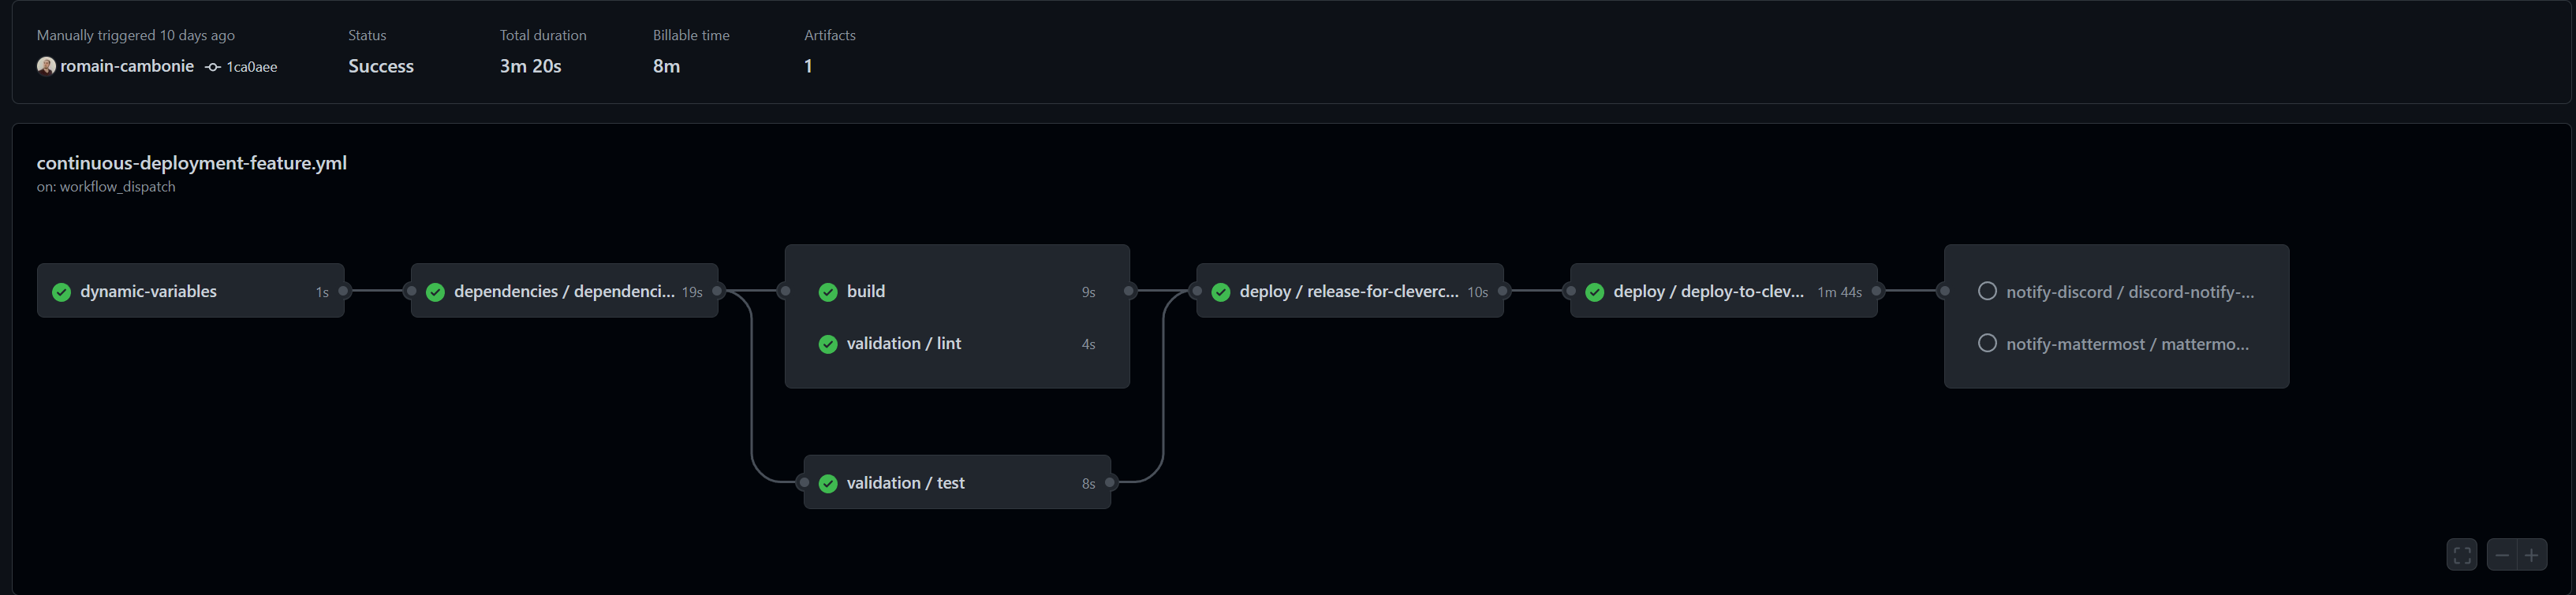 Manually triggered 10 days ago
romain-cambonie 1ca0aee
Status
Success
Total duration
3m 20s
Billable time
8m
Artifacts
1
continuous-deployment-feature.yml
on: workflow_dispatch
dynamic-variables 1s
dependencies / dependenci... 19s
build 9s
validation / lint 4s
validation / test 8s
deploy / release-for-cleverc... 10s
deploy / deploy-to-clev... 1m 44s
notify-discord / discord-notify-...
notify-mattermost / mattermo...